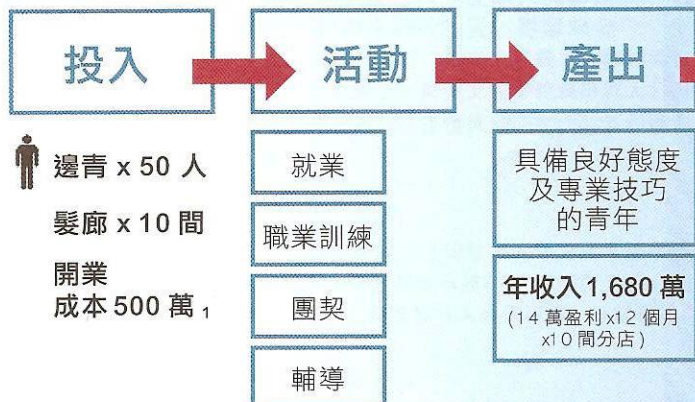 投入
活動
產出
邊青 x 50 人
髮廊 x 10 間
開業
成本 500 萬 1
就業
職業訓練
團契
輔導
具備良好態度
及專業技巧
的青年
年收入 1,680 萬
(14 萬盈利 x12 個月
x10 間分店)